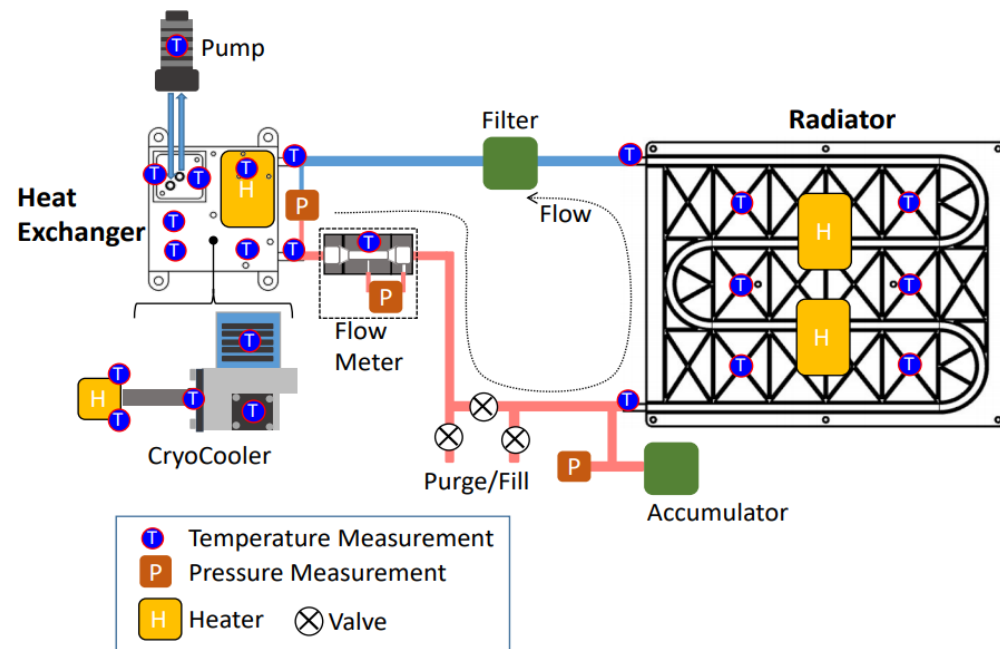 T
Pump
Filter
Radiator
T
T
T
T
T
H
T
T
Heat
Exchanger
P
Flow
T
T
H
T
T
T
T
T
P
T
T
Flow
Meter
T
H
T
T
T
H
T
T
T
T
CryoCooler
P
Purge/Fill
Accumulator
T Temperature Measurement
P Pressure Measurement
H Heater Valve